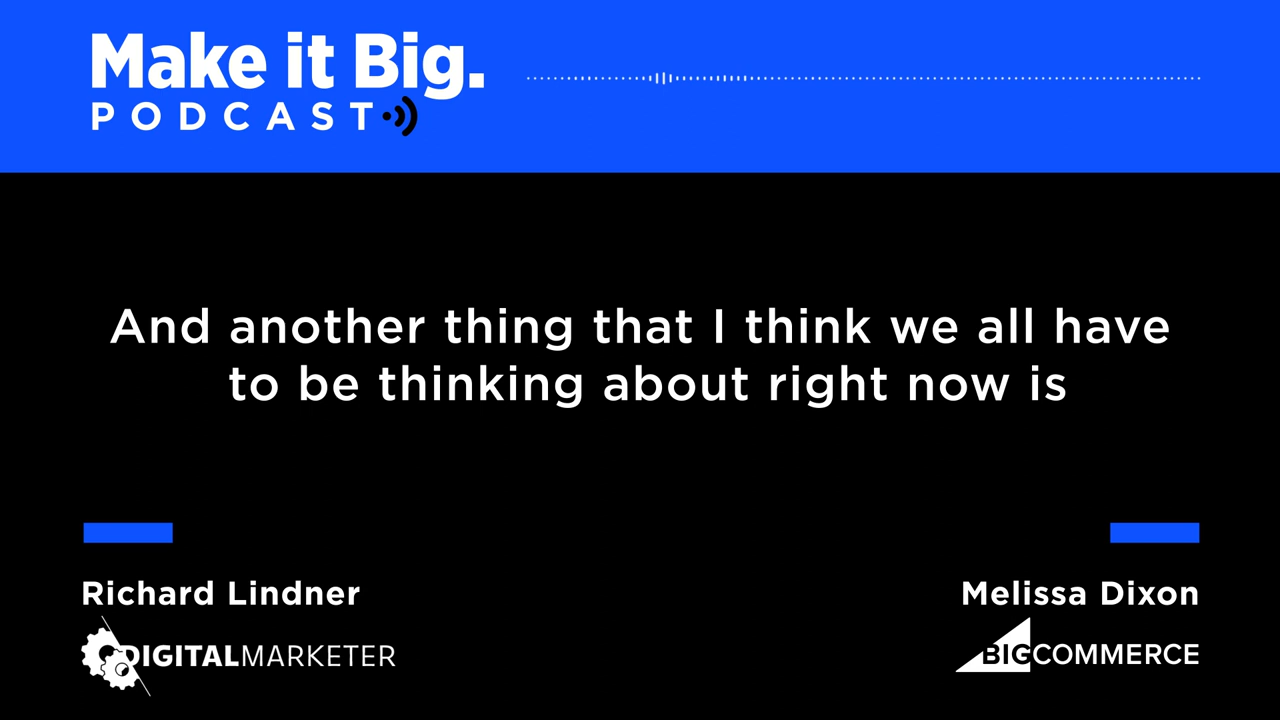 Make it Big.
PODCAST
And another thing that I think we all have
to be thinking about right now is
Richard Lindner
Melissa Dixon
DIGITALMARKETER
BIGCOMMERCE